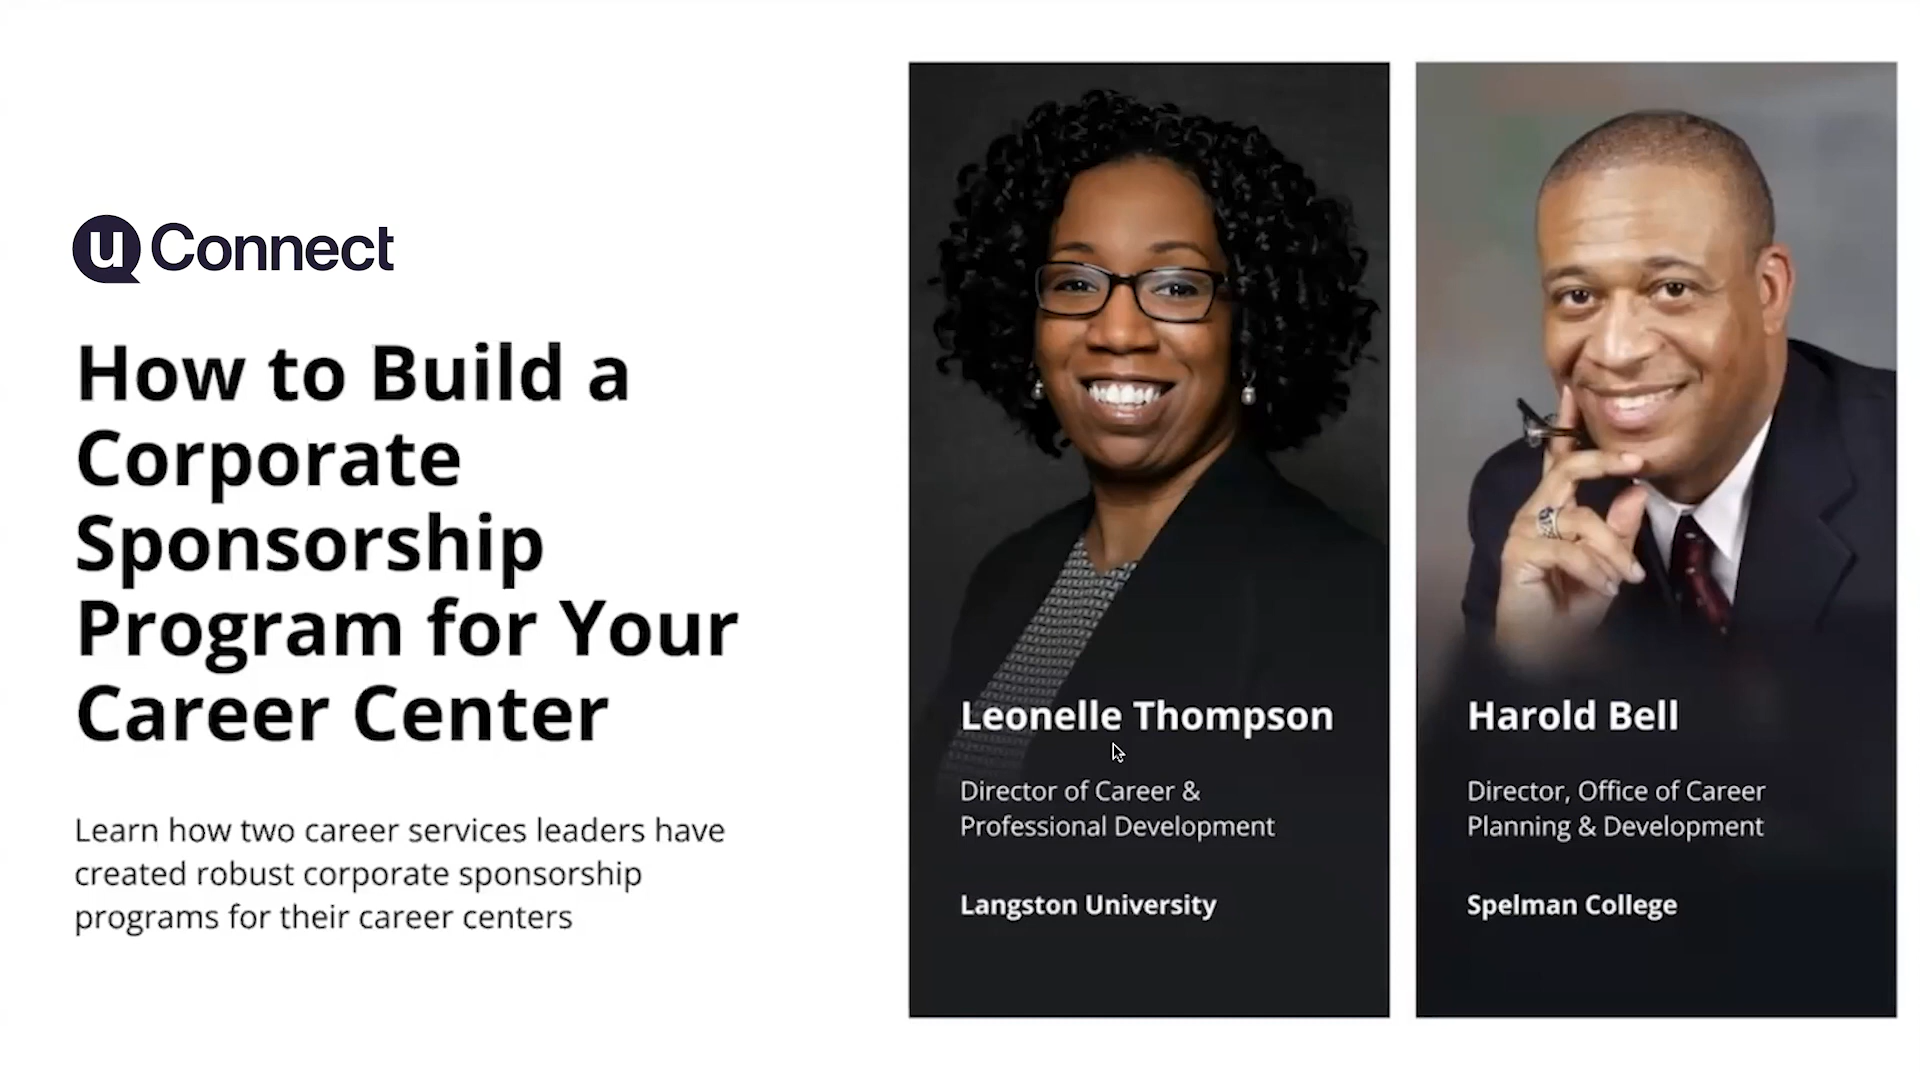 u Connect
How to Build a
Corporate
Sponsorship
Program for Your
Career Center
Learn how two career services leaders have
created robust corporate sponsorship
programs for their career centers
Leonelle Thompson
Director of Career &
Professional Development
Langston University
Harold Bell
Director, Office of Career
Planning & Development
Spelman College